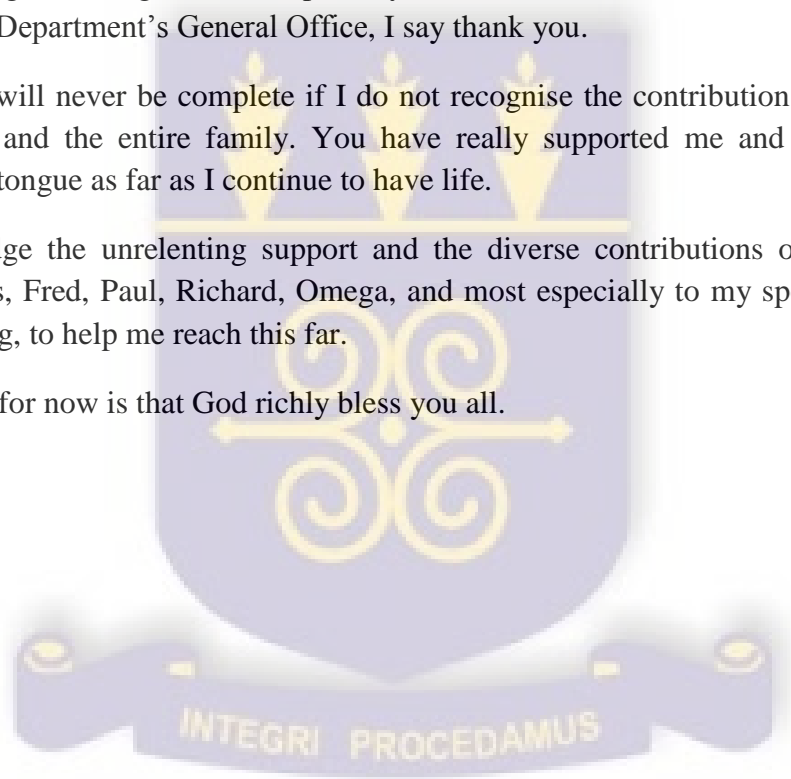 Department’s General Office, I say thank you.
will never be complete if I do not recognise the contribution
and the entire family. You have really supported me and
tongue as far as I continue to have life.
the unrelenting support and the diverse contributions
Fred, Paul, Richard, Omega, and most especially to my
to help me reach this far.
for now is that God richly bless you all.
INTEGRI PROCEDAMUS